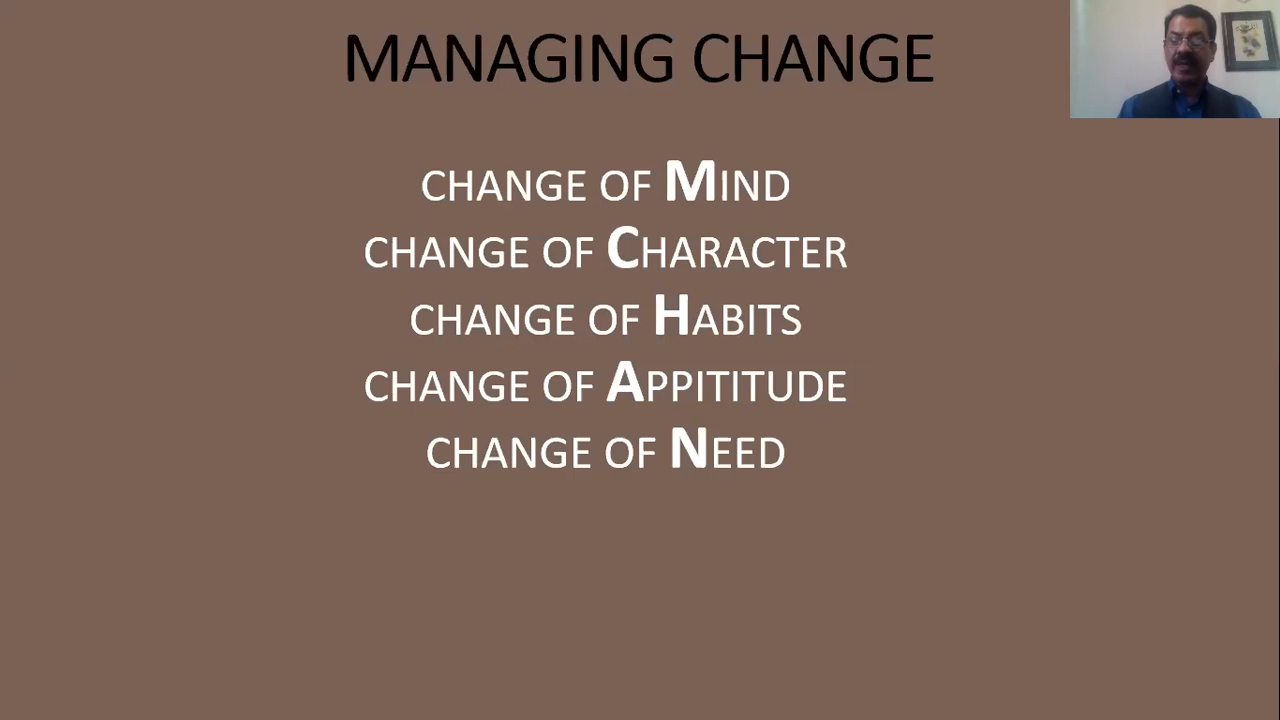 MANAGING CHANGE
CHANGE OF MIND
CHANGE OF CHARACTER
CHANGE OF HABITS
CHANGE OF APPITITUDE
CHANGE OF NEED